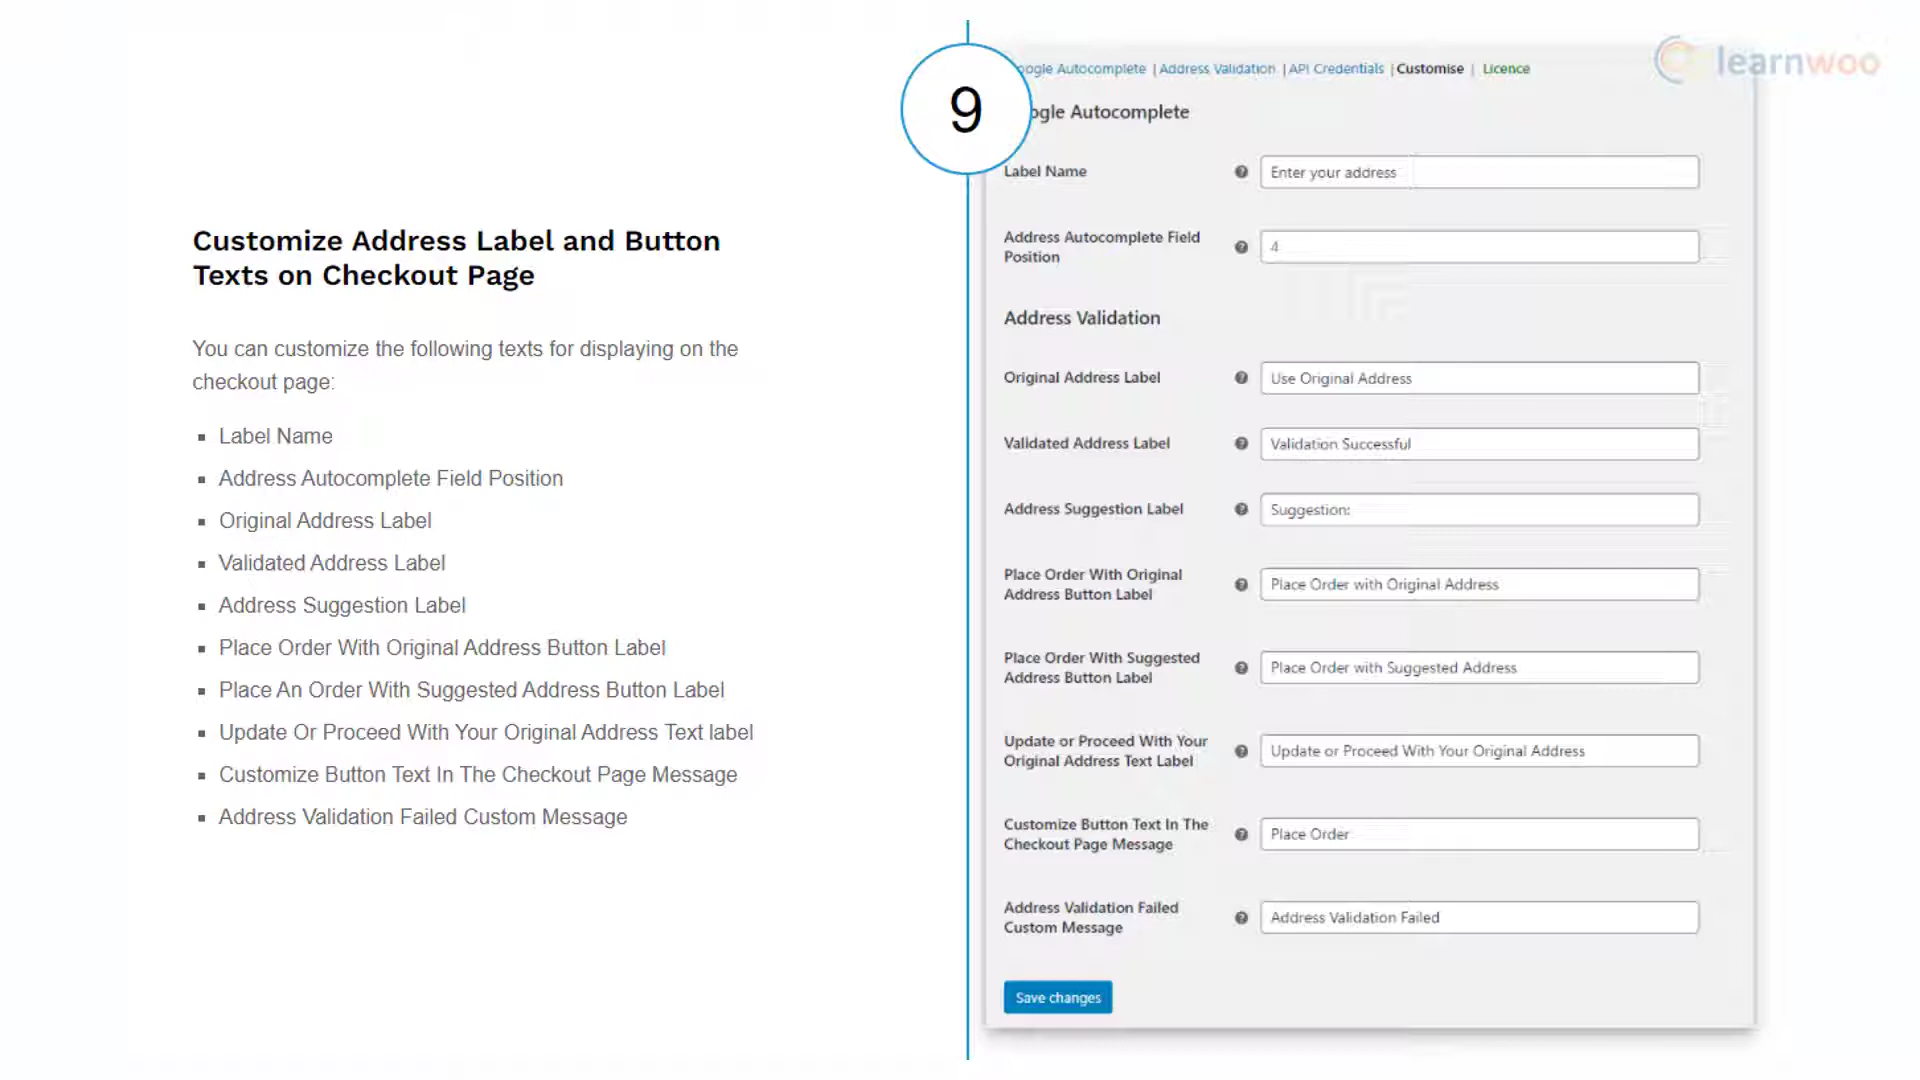 learnwoo
9
Customize Address Label and Button
Texts on Checkout Page
You can customize the following texts for displaying on the
checkout page:
Label Name
Address Autocomplete Field Position
Original Address Label
Validated Address Label
Address Suggestion Label
Place Order With Original Address Button Label
Place An Order With Suggested Address Button Label
Update Or Proceed With Your Original Address Text label
Customize Button Text In The Checkout Page Message
Address Validation Failed Custom Message
oogle Autocomplete | Address Validation | API Credentials | Customise | Licence
ogle Autocomplete
Label Name
Enter your address
Address Autocomplete Field
Position
4
Address Validation
Original Address Label
Use Original Address
Validated Address Label
Validation Successful
Address Suggestion Label
Suggestion:
Place Order With Original
Address Button Label
Place Order with Original Address
Place Order With Suggested
Address Button Label
Place Order with Suggested Address
Update or Proceed With Your
Original Address Text Label
Update or Proceed With Your Original Address
Customize Button Text In The
Checkout Page Message
Place Order
Address Validation Failed
Custom Message
Address Validation Failed
Save changes